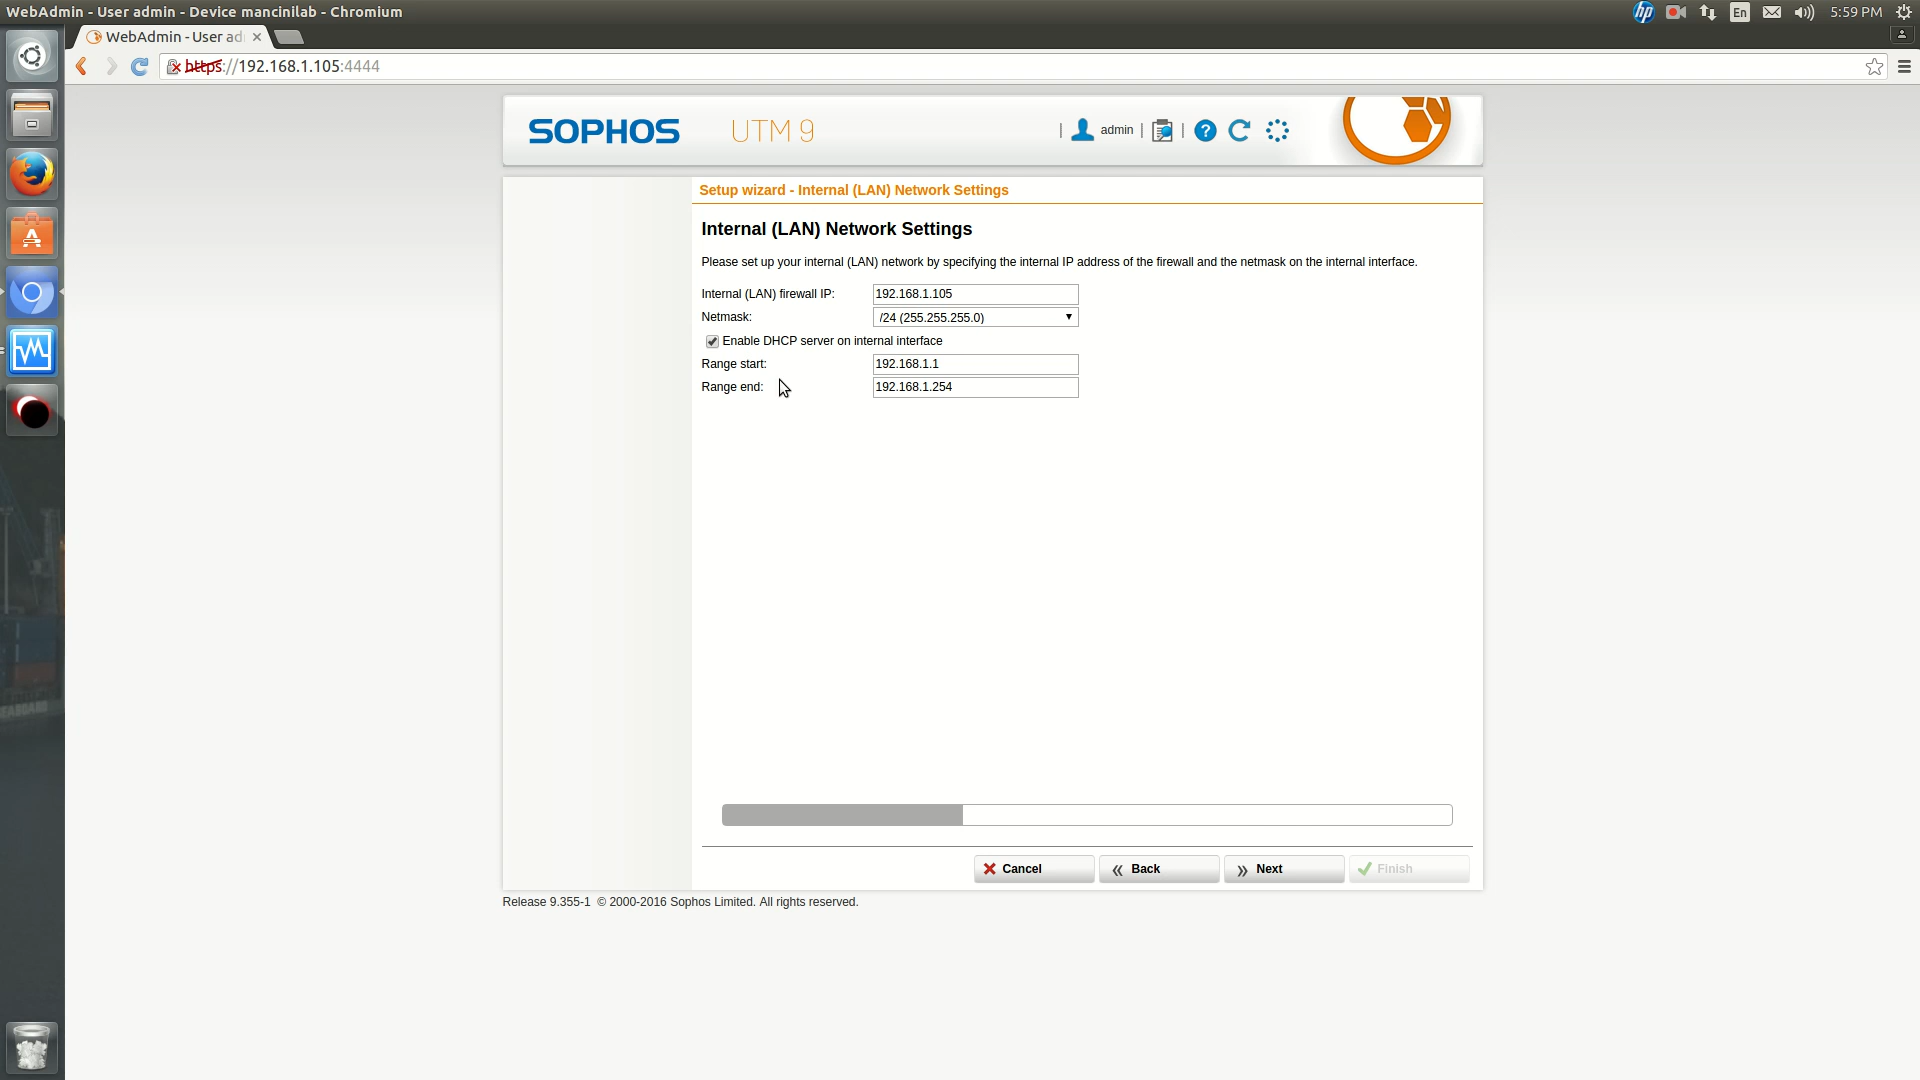 WebAdmin - User admin - Device mancinilab - Chromium
hp
En
5:59 PM
WebAdmin - User ad
https://192.168.1.105:4444
SOPHOS UTM 9
| admin | | ?
Setup wizard - Internal (LAN) Network Settings
Internal (LAN) Network Settings
Please set up your internal (LAN) network by specifying the internal IP address of the firewall and the netmask on the internal interface.
Internal (LAN) firewall IP: 192.168.1.105
Netmask: /24 (255.255.255.0)
Enable DHCP server on internal interface
Range start: 192.168.1.1
Range end: 192.168.1.254
Cancel Back Next Finish
Release 9.355-1 © 2000-2016 Sophos Limited. All rights reserved.